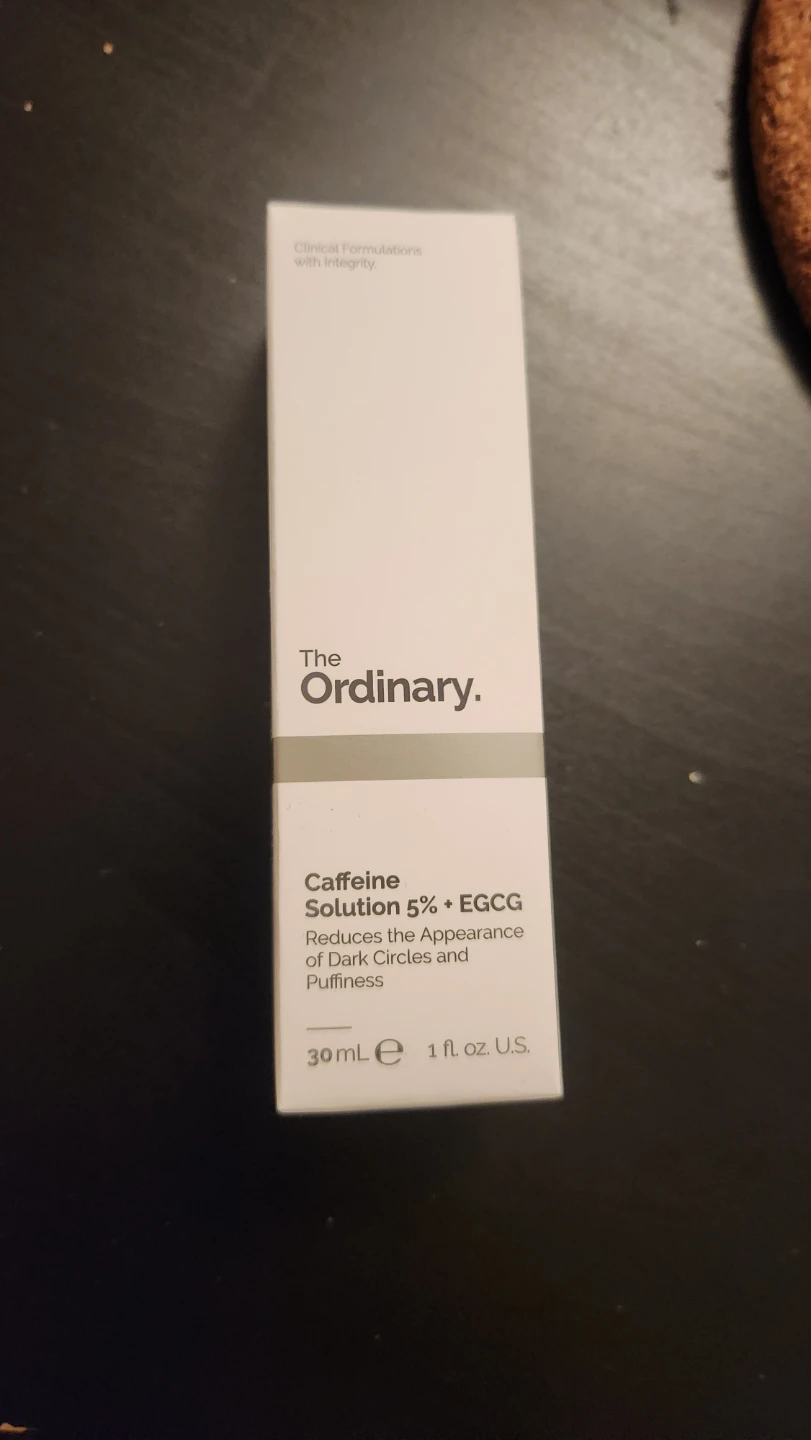 Clinical Formulations
with Integrity.
The
Ordinary.
Caffeine
Solution 5% + EGCG
Reduces the Appearance
of Dark Circles and
Puffiness
30 mL ℮ 1 fl. oz. U.S.